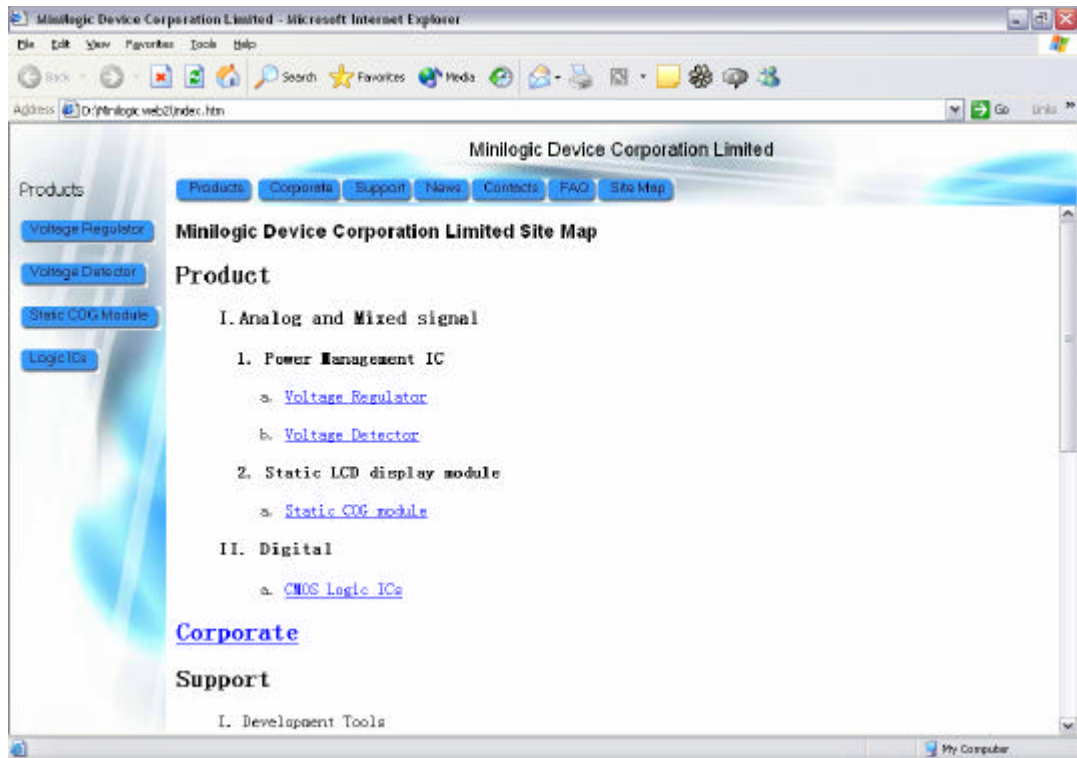 Minilogic Device Corporation Limited - Microsoft Internet Explorer
File Edit View Favorites Tools Help
Back Search Favorites Media
Address D:\Minilogic web2\index.htm Go Links »
Minilogic Device Corporation Limited
Products Corporate Support News Contacts FAQ Site Map
Products
Voltage Regulator
Voltage Detector
Static COG Module
Logic ICs
Minilogic Device Corporation Limited Site Map
Product
I. Analog and Mixed signal
1. Power Management IC
a. Voltage Regulator
b. Voltage Detector
2. Static LCD display module
a. Static COG module
II. Digital
a. CMOS Logic ICs
Corporate
Support
I. Development Tools
My Computer